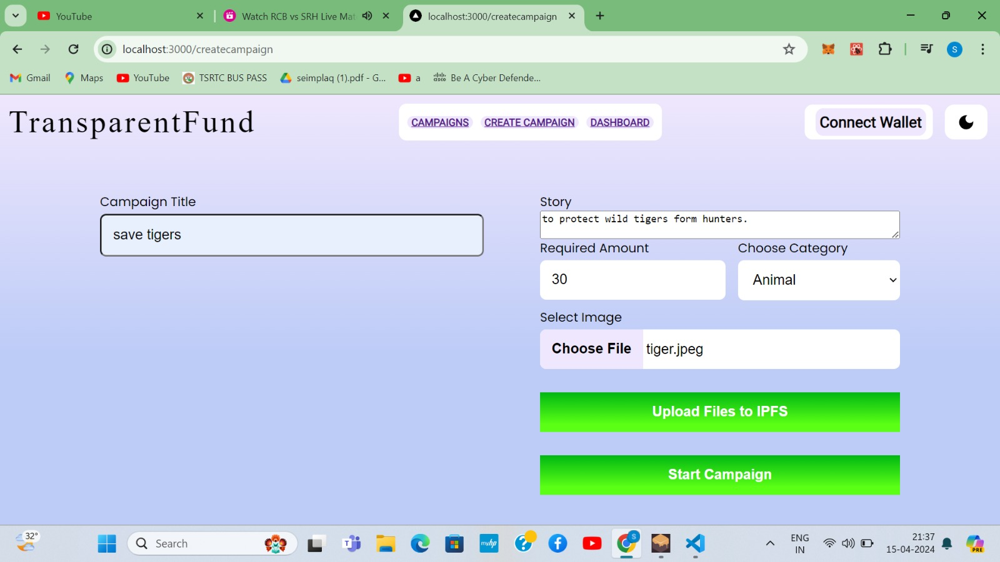 YouTube
Watch RCB vs SRH Live Mat
localhost:3000/createcampaign
localhost:3000/createcampaign
S
Gmail
Maps
YouTube
TSRTC BUS PASS
seimplaq (1).pdf - G...
a
Be A Cyber Defende...
TransparentFund
CAMPAIGNS
CREATE CAMPAIGN
DASHBOARD
Connect Wallet
Campaign Title
save tigers
Story
to protect wild tigers form hunters.
Required Amount
Choose Category
30
Animal
Select Image
Choose File
tiger.jpeg
Upload Files to IPFS
Start Campaign
32°
Search
myhp
S
ENG
IN
21:37
15-04-2024
PRE